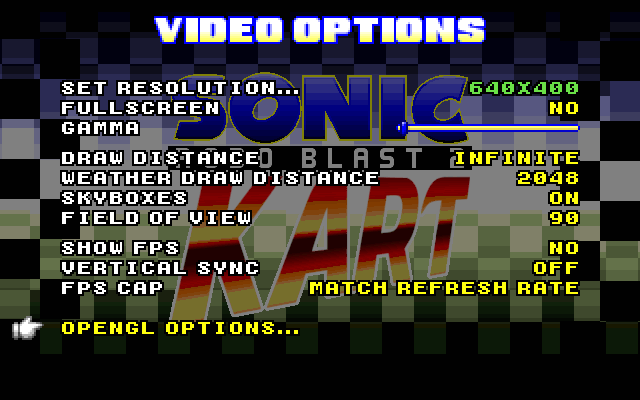 VIDEO OPTIONS
SET RESOLUTION... 640X400
FULLSCREEN NO
GAMMA
DRAW DISTANCE INFINITE
WEATHER DRAW DISTANCE 2048
SKYBOXES ON
FIELD OF VIEW 90
SHOW FPS NO
VERTICAL SYNC OFF
FPS CAP MATCH REFRESH RATE
OPENGL OPTIONS...
SONIC
ROBO BLAST 2
KART